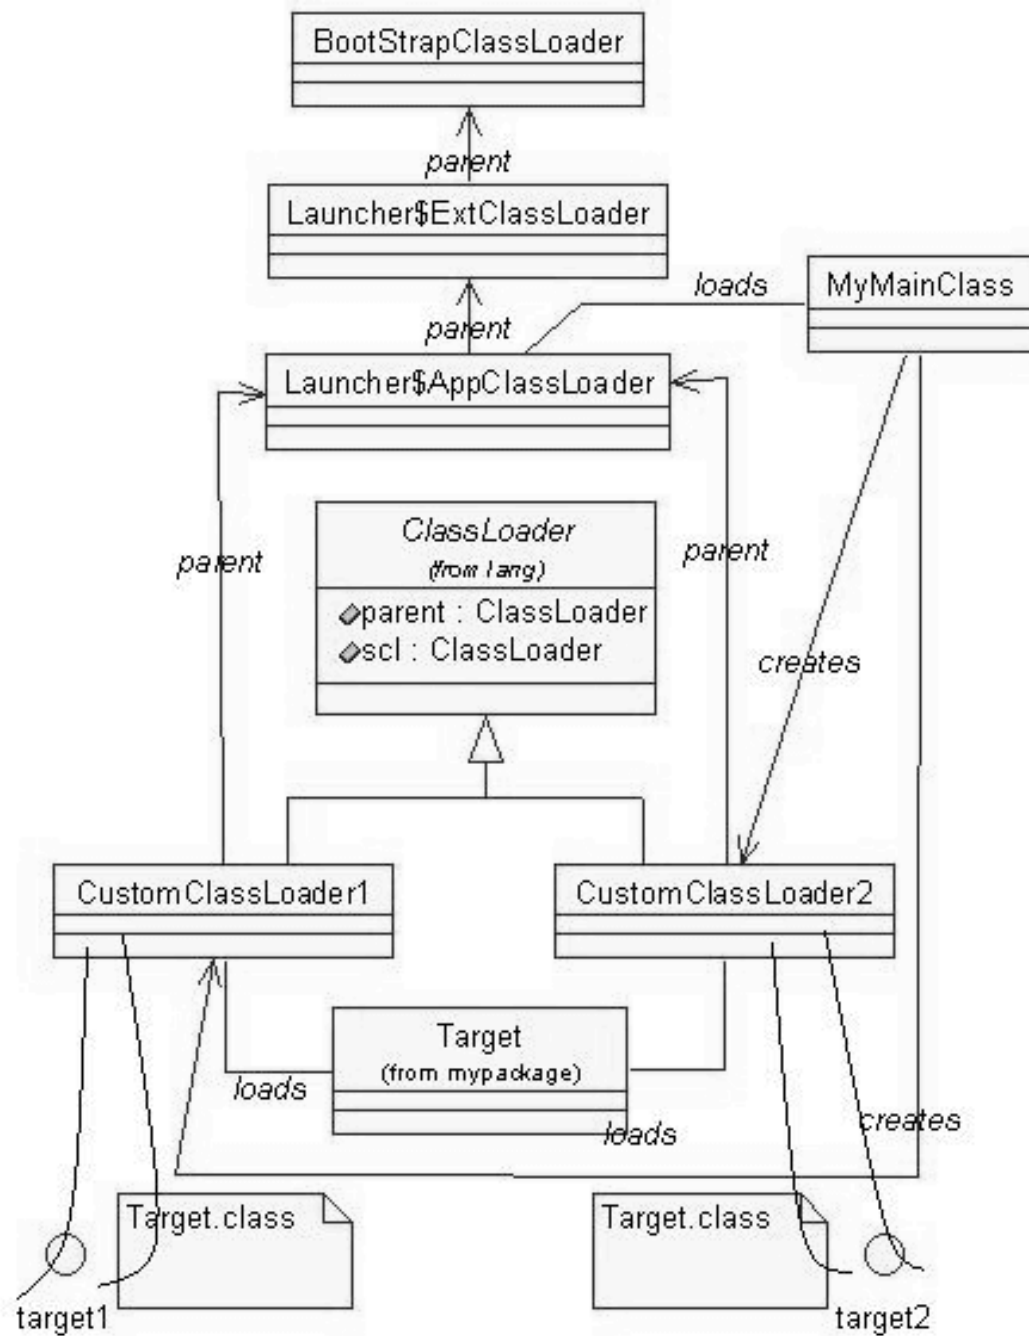 BootStrapClassLoader
parent
Launcher$ExtClassLoader
loads
MyMainClass
parent
Launcher$AppClassLoader
ClassLoader
(from lang)
parent
parent
parent : ClassLoader
scl : ClassLoader
creates
CustomClassLoader1
CustomClassLoader2
Target
(from mypackage)
loads
loads
creates
Target.class
Target.class
target1
target2